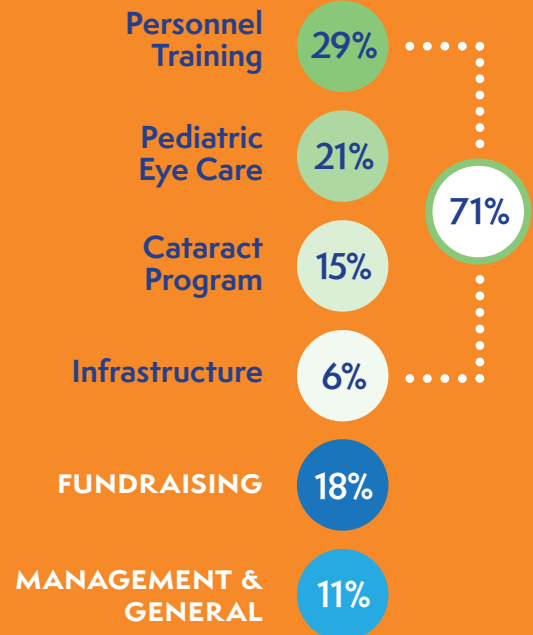 Personnel
Training
29%
Pediatric
Eye Care
21%
71%
Cataract
Program
15%
Infrastructure
6%
FUNDRAISING
18%
MANAGEMENT &
GENERAL
11%